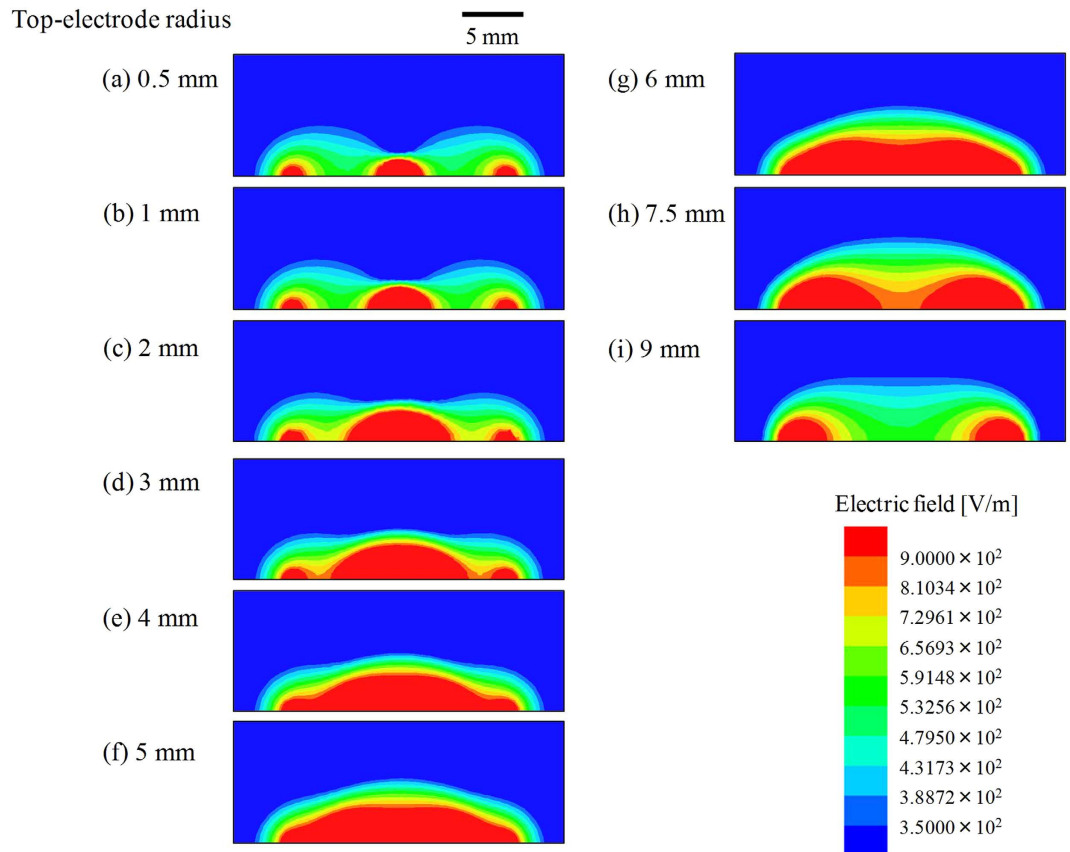 Top-electrode radius
5 mm
(a) 0.5 mm
(b) 1 mm
(c) 2 mm
(d) 3 mm
(e) 4 mm
(f) 5 mm
(g) 6 mm
(h) 7.5 mm
(i) 9 mm
Electric field [V/m]
9.0000 × 10²
8.1034 × 10²
7.2961 × 10²
6.5693 × 10²
5.9148 × 10²
5.3256 × 10²
4.7950 × 10²
4.3173 × 10²
3.8872 × 10²
3.5000 × 10²